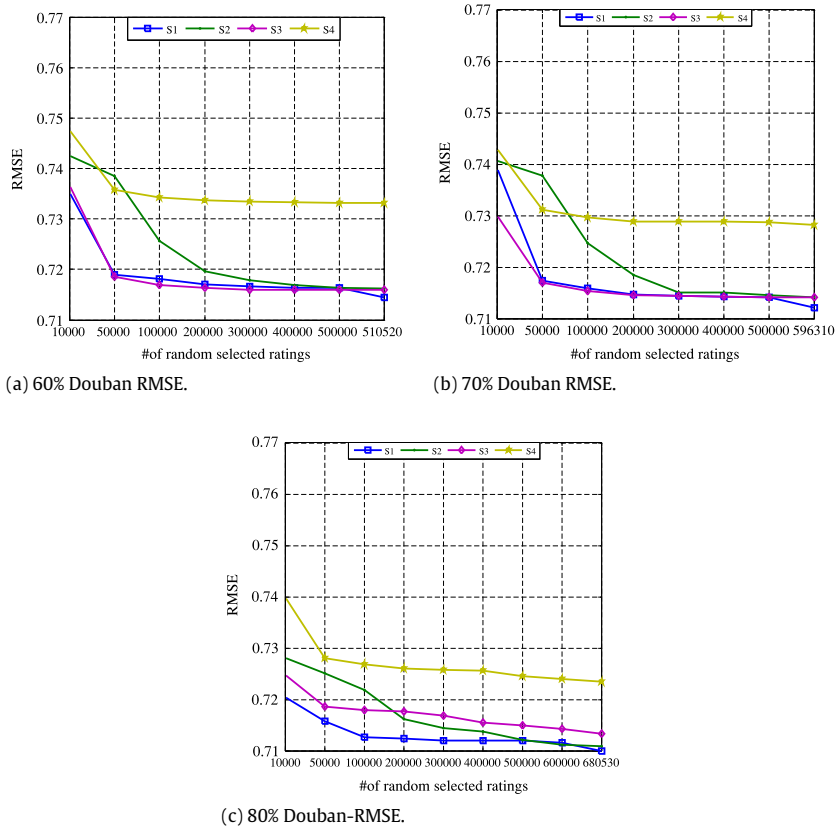 S1 S2 S3 S4
0.77
0.76
0.75
0.74
0.73
0.72
0.71
RMSE
10000 50000 100000 200000 300000 400000 500000 510520
#of random selected ratings
(a) 60% Douban RMSE.
S1 S2 S3 S4
0.77
0.76
0.75
0.74
0.73
0.72
0.71
RMSE
10000 50000 100000 200000 300000 400000 500000 596310
#of random selected ratings
(b) 70% Douban RMSE.
S1 S2 S3 S4
0.77
0.76
0.75
0.74
0.73
0.72
0.71
RMSE
10000 50000 100000 200000 300000 400000 500000 600000 680530
#of random selected ratings
(c) 80% Douban-RMSE.